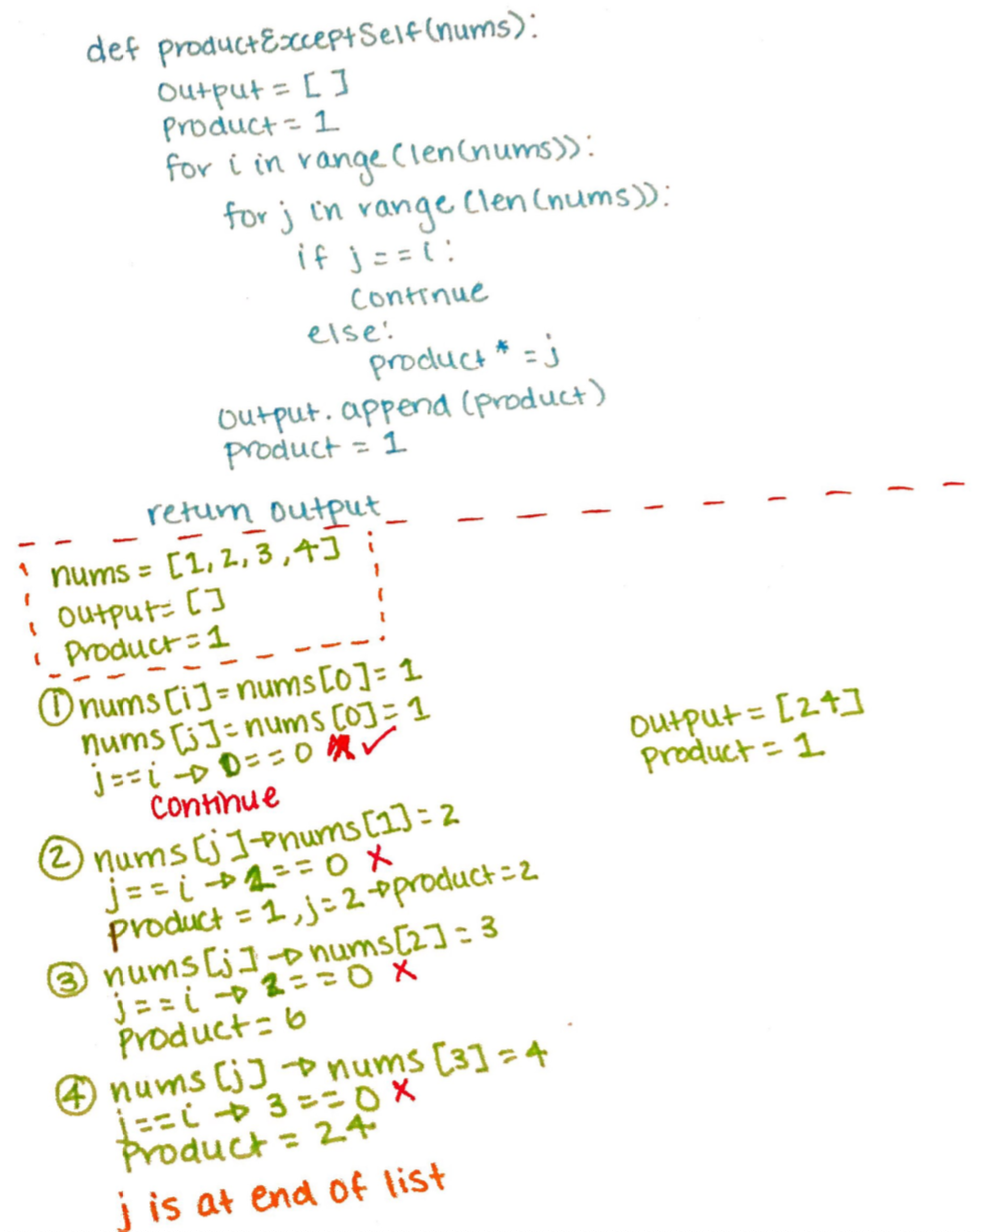 def productExceptSelf(nums):
output = [ ]
product = 1
for i in range(len(nums)):
for j in range(len(nums)):
if j == i:
continue
else:
product * = j
output.append(product)
product = 1
return output
nums = [1, 2, 3, 4]
output = []
Product = 1
① nums[i] = nums[0] = 1
nums[j] = nums[0] = 1
j == i → 0 == 0 ✓
continue
output = [24]
product = 1
② nums[j] → nums[1] = 2
j == i → 1 == 0 X
product = 1, j = 2 → product = 2
③ nums[j] → nums[2] = 3
j == i → 2 == 0 X
Product = 6
④ nums[j] → nums[3] = 4
j == i → 3 == 0 X
Product = 24
j is at end of list